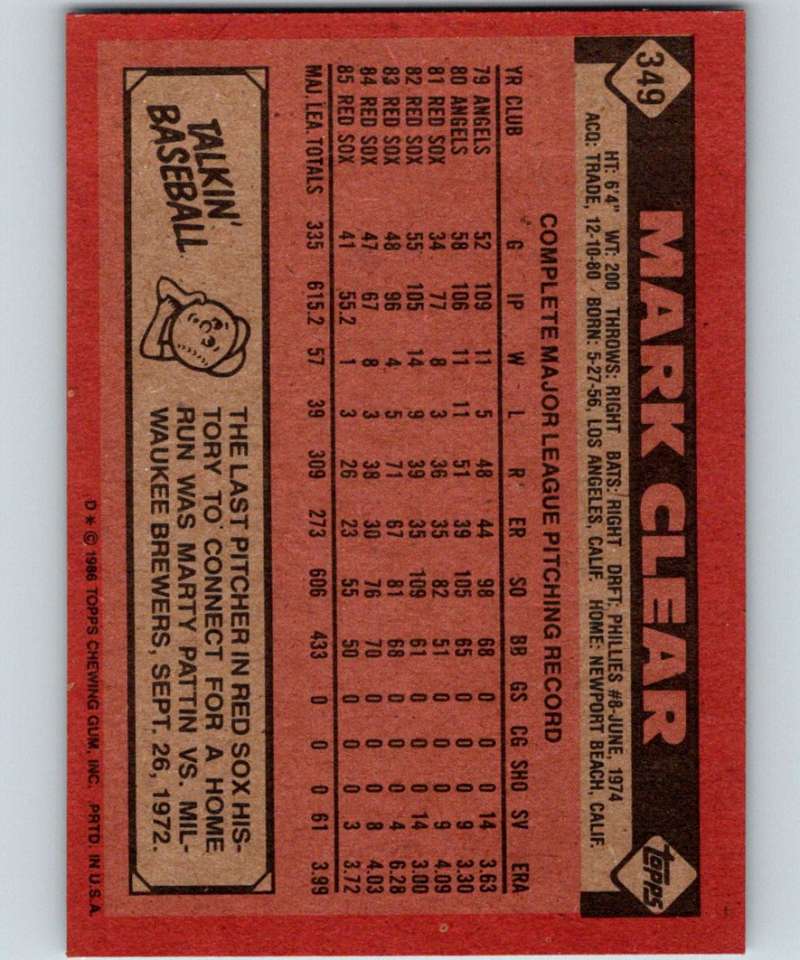 349
MARK CLEAR
Topps
HT: 6'4" WT: 200 THROWS: RIGHT BATS: RIGHT DRFT: PHILLIES #8-JUNE, 1974
ACQ: TRADE, 12-10-80 BORN: 5-27-56, LOS ANGELES, CALIF. HOME: NEWPORT BEACH, CALIF.
COMPLETE MAJOR LEAGUE PITCHING RECORD
YR CLUB G IP W L R ER SO BB GS CG SHO SV ERA
79 ANGELS 52 109 11 5 48 44 98 68 0 0 0 14 3.63
80 ANGELS 58 106 11 11 51 39 105 65 0 0 0 9 3.30
81 RED SOX 34 77 8 3 36 35 82 51 0 0 0 9 4.09
82 RED SOX 55 105 14 9 39 35 109 61 0 0 0 14 3.00
83 RED SOX 48 96 4 5 71 67 81 68 0 0 0 4 6.28
84 RED SOX 47 67 8 3 38 30 76 70 0 0 0 8 4.03
85 RED SOX 41 55.2 1 3 26 23 55 50 0 0 0 3 3.72
MAJ. LEA. TOTALS 335 615.2 57 39 309 273 606 433 0 0 0 61 3.99
TALKIN'
BASEBALL
THE LAST PITCHER IN RED SOX HIS-
TORY TO CONNECT FOR A HOME
RUN WAS MARTY PATTIN VS. MIL-
WAUKEE BREWERS, SEPT. 26, 1972.
D* © 1986 TOPPS CHEWING GUM, INC. PRTD. IN U.S.A.